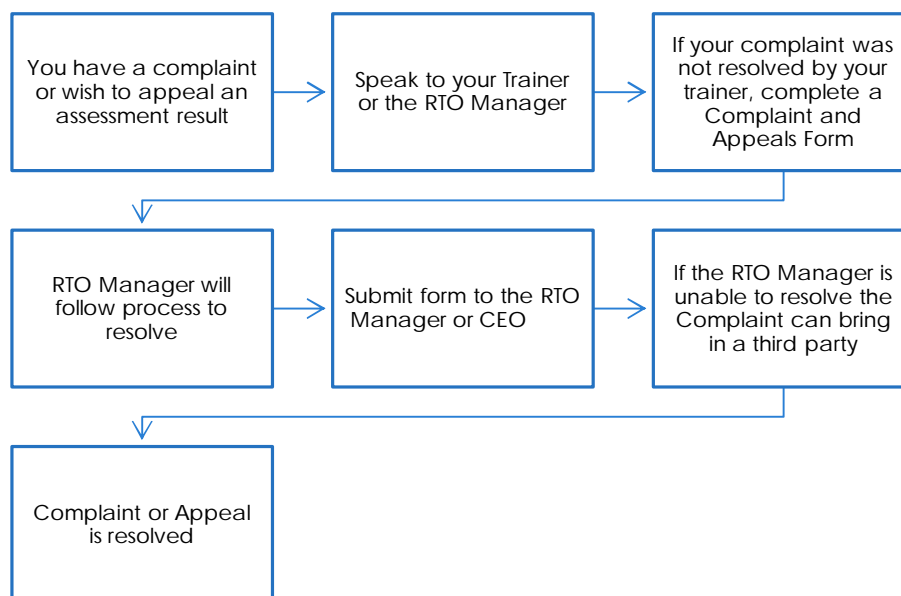 You have a complaint
or wish to appeal an
assessment result
Speak to your Trainer
or the RTO Manager
If your complaint was
not resolved by your
trainer, complete a
Complaint and
Appeals Form
RTO Manager will
follow process to
resolve
Submit form to the RTO
Manager or CEO
If the RTO Manager is
unable to resolve the
Complaint can bring
in a third party
Complaint or Appeal
is resolved